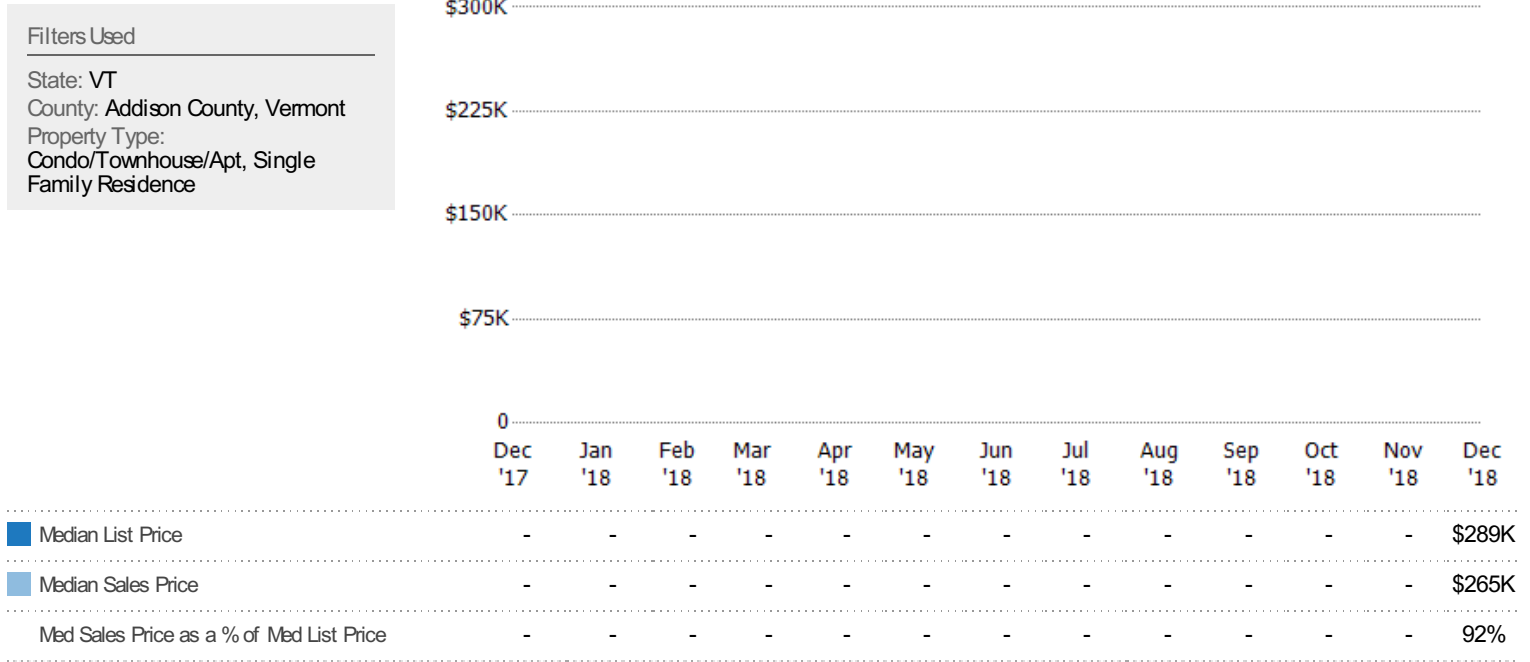 Filters Used
State: VT
County: Addison County, Vermont
Property Type:
Condo/Townhouse/Apt, Single
Family Residence
$300K
$225K
$150K
$75K
0
Dec Jan Feb Mar Apr May Jun Jul Aug Sep Oct Nov Dec
'17 '18 '18 '18 '18 '18 '18 '18 '18 '18 '18 '18 '18
Median List Price - - - - - - - - - - - - $289K
Median Sales Price - - - - - - - - - - - - $265K
Med Sales Price as a % of Med List Price - - - - - - - - - - - - 92%